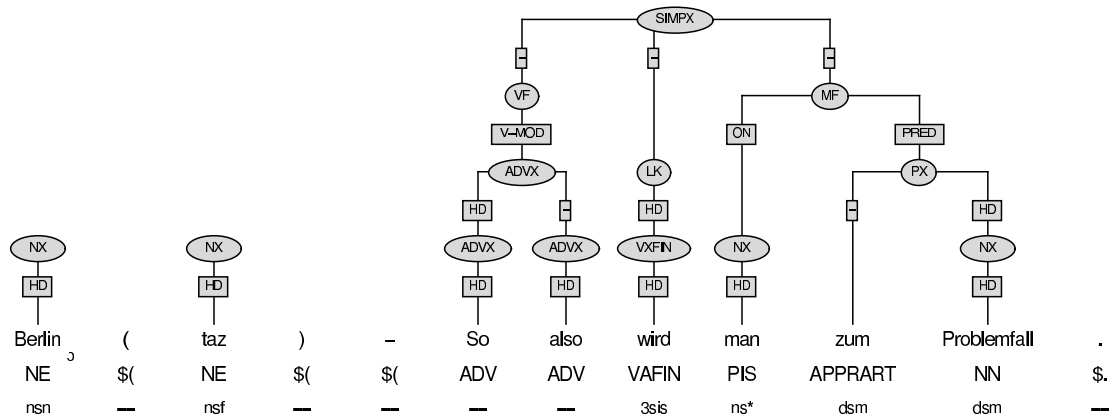 SIMPX
– – –
VF MF
V–MOD ON PRED
ADVX LK PX
HD – HD – HD
NX NX ADVX ADVX VXFIN NX NX
HD HD HD HD HD HD HD
Berlin ( taz ) – So also wird man zum Problemfall .
NE $( NE $( $( ADV ADV VAFIN PIS APPRART NN $.
nsn –– nsf –– –– –– –– 3sis ns* dsm dsm ––